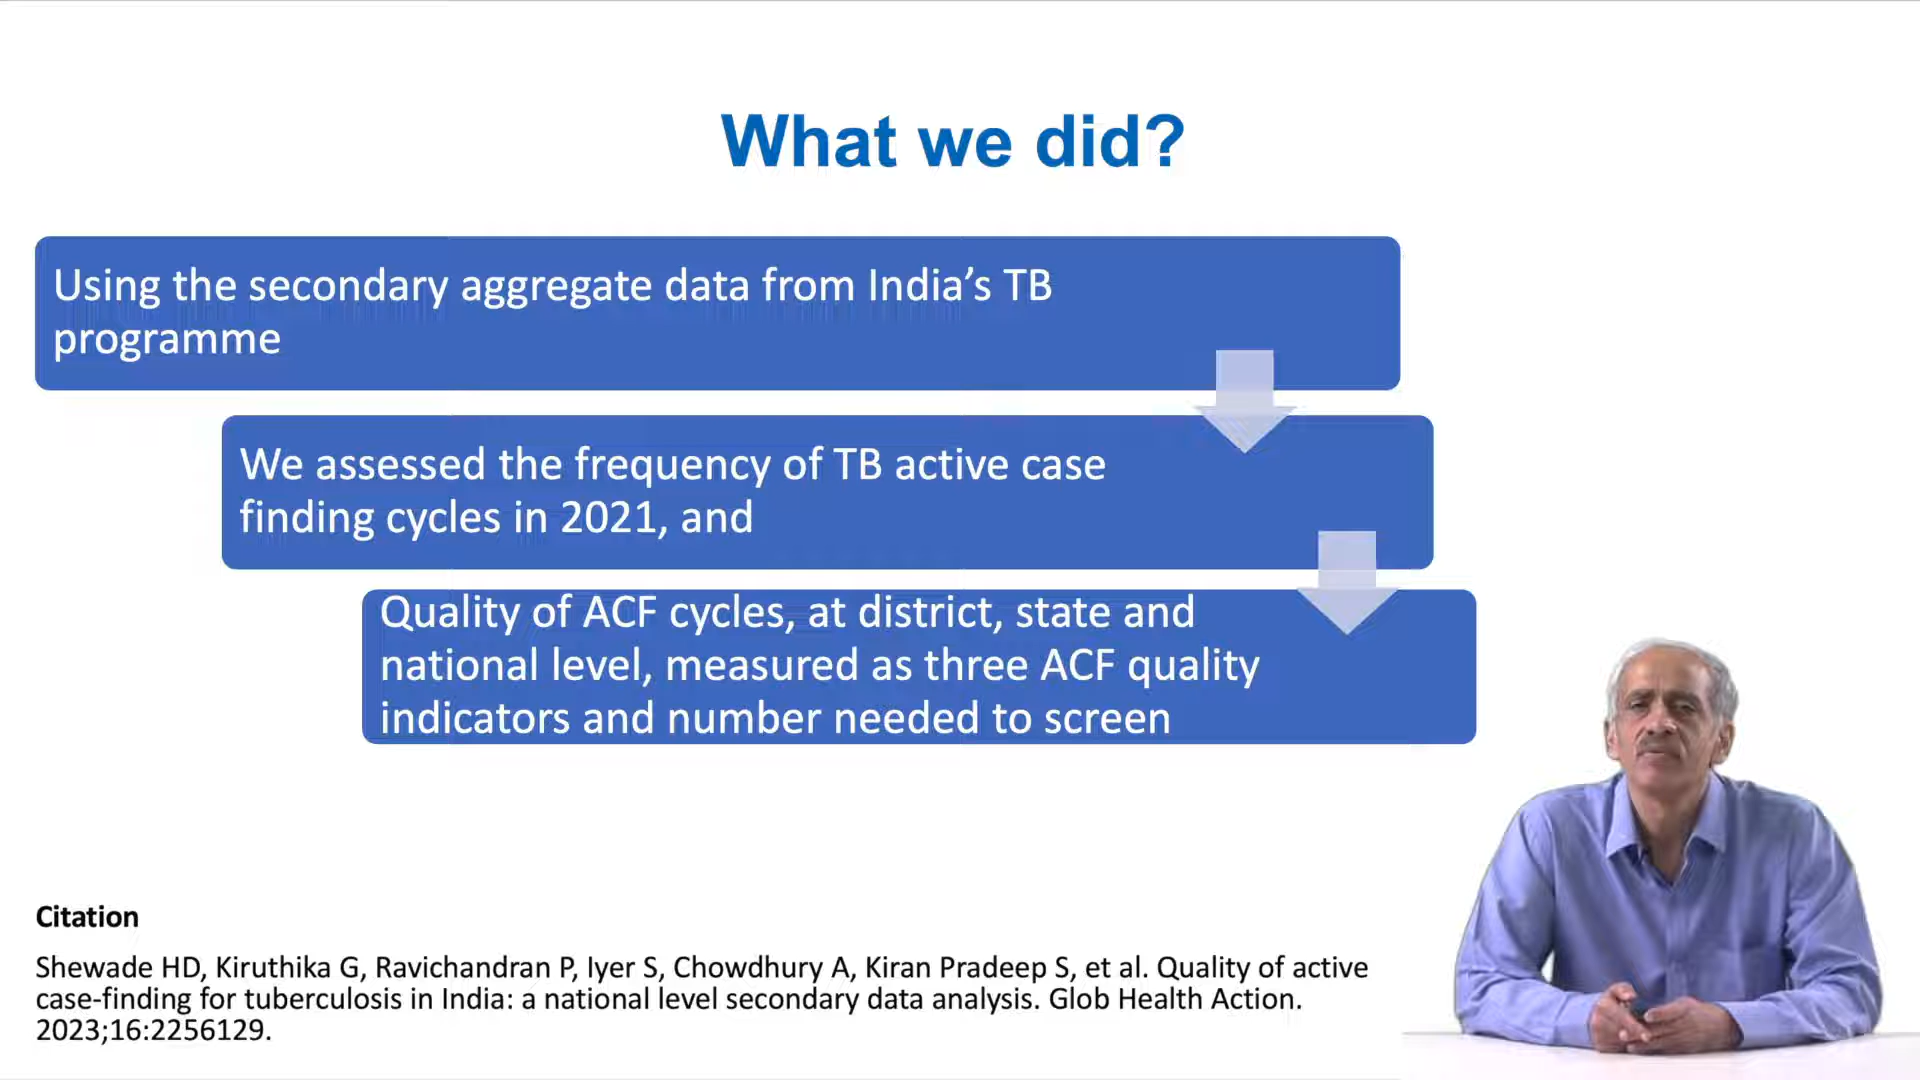 What we did?
Using the secondary aggregate data from India’s TB
programme
We assessed the frequency of TB active case
finding cycles in 2021, and
Quality of ACF cycles, at district, state and
national level, measured as three ACF quality
indicators and number needed to screen
Citation
Shewade HD, Kiruthika G, Ravichandran P, Iyer S, Chowdhury A, Kiran Pradeep S, et al. Quality of active
case-finding for tuberculosis in India: a national level secondary data analysis. Glob Health Action.
2023;16:2256129.